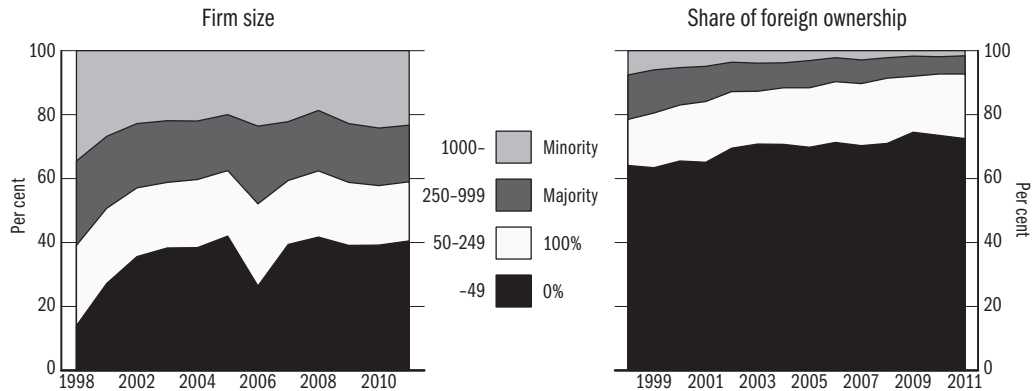 Firm size
Share of foreign ownership
100
80
60
40
20
0
Per cent
1998 2002 2004 2006 2008 2010
1000– Minority
250–999 Majority
50–249 100%
–49 0%
100
80
60
40
20
0
Per cent
1999 2001 2003 2005 2007 2009 2011